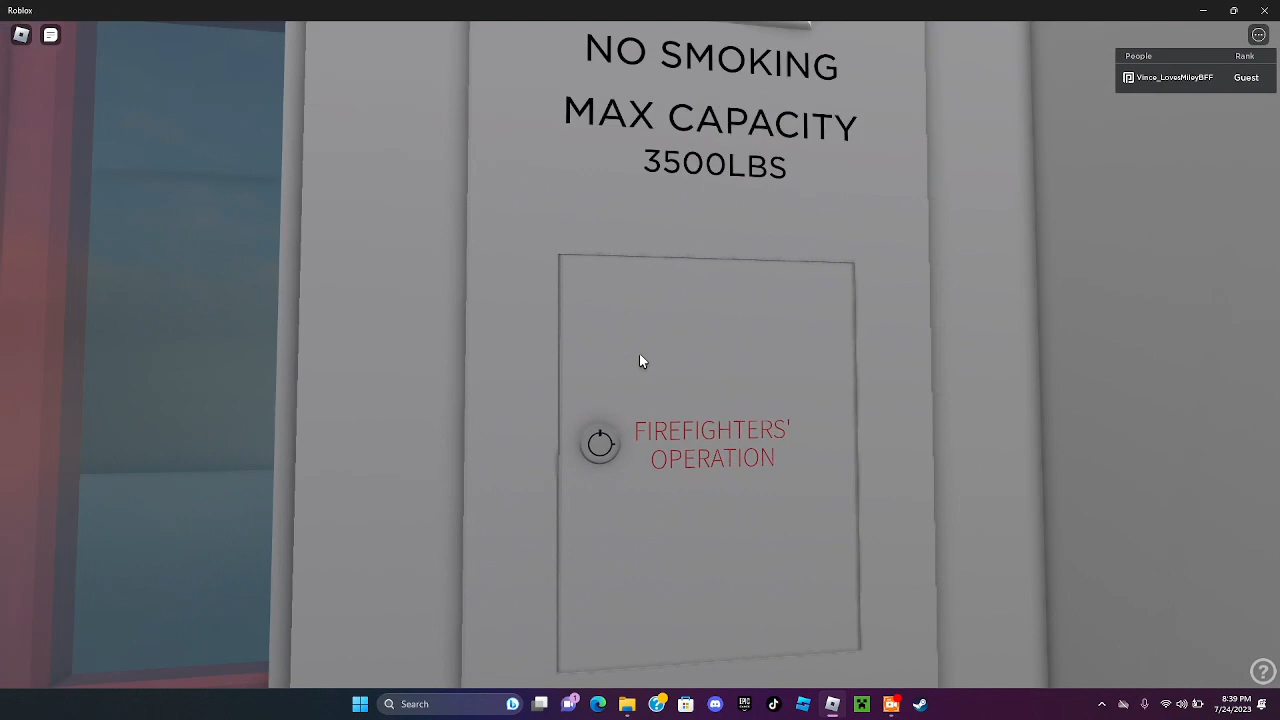 Roblox
People Rank
Vince_LovesMileyBFF Guest
NO SMOKING
MAX CAPACITY
3500LBS
FIREFIGHTERS'
OPERATION
Search
8:39 PM
7/24/2023